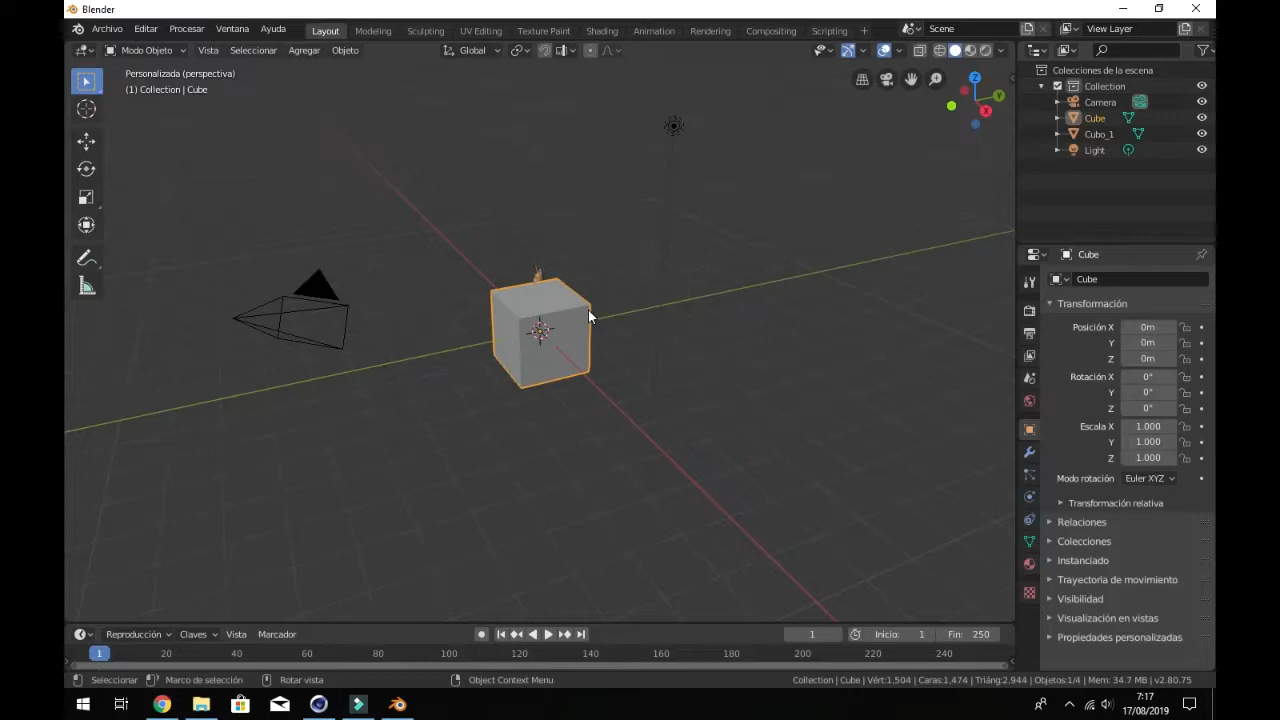 Blender
Archivo Editar Procesar Ventana Ayuda Layout Modeling Sculpting UV Editing Texture Paint Shading Animation Rendering Compositing Scripting + Scene View Layer
Modo Objeto Vista Seleccionar Agregar Objeto Global
Personalizada (perspectiva)
(1) Collection | Cube
Z
Y
X
Colecciones de la escena
Collection
Camera
Cube
Cubo_1
Light
Cube
Cube
Transformación
Posición X 0m
Y 0m
Z 0m
Rotación X 0°
Y 0°
Z 0°
Escala X 1.000
Y 1.000
Z 1.000
Modo rotación Euler XYZ
Transformación relativa
Relaciones
Colecciones
Instanciado
Trayectoria de movimiento
Visibilidad
Visualización en vistas
Propiedades personalizadas
Reproducción Claves Vista Marcador 1 Inicio: 1 Fin: 250
1 20 40 60 80 100 120 140 160 180 200 220 240
Seleccionar Marco de selección Rotar vista Object Context Menu Collection | Cube | Vért:1,504 | Caras:1,474 | Triáng:2,944 | Objetos:1/4 | Mem: 34.7 MB | v2.80.75
7:17
17/08/2019